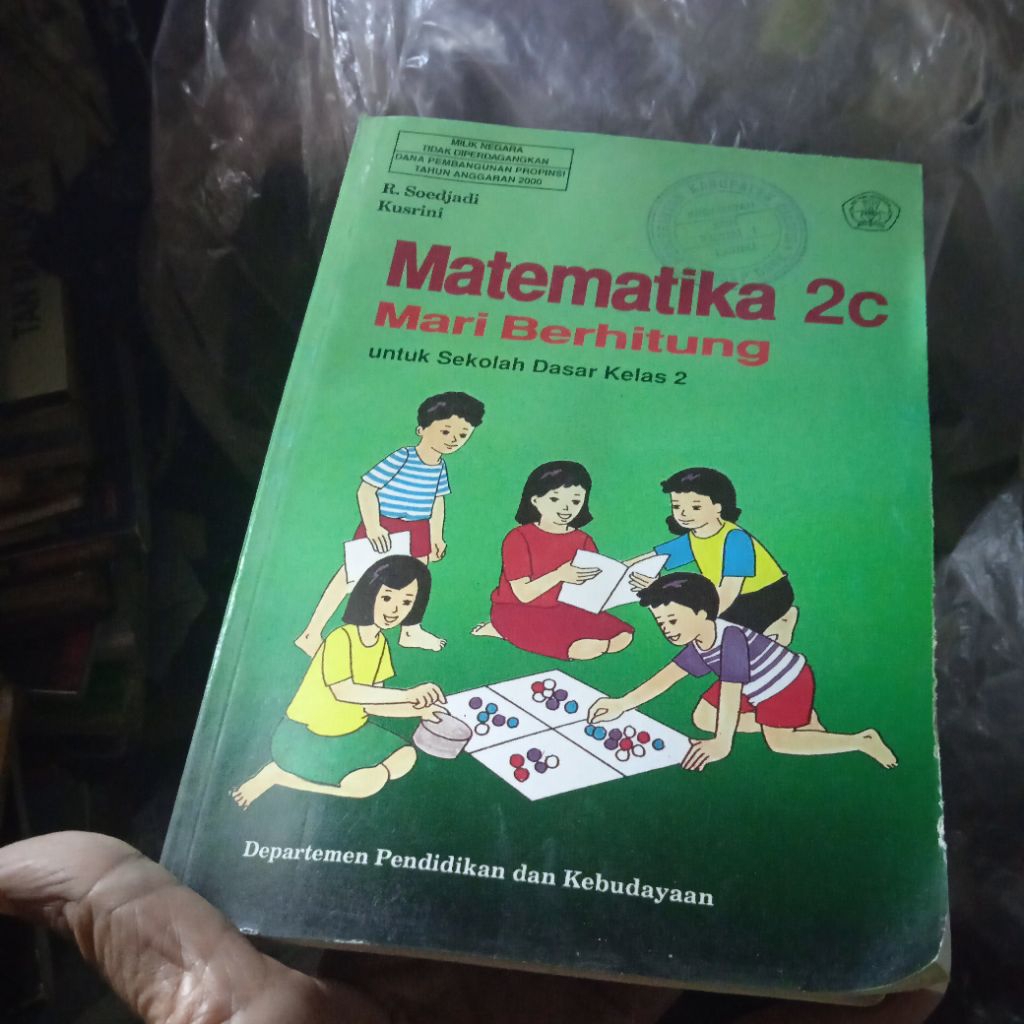 MILIK NEGARA
TIDAK DIPERDAGANGKAN
DANA PEMBANGUNAN PROPINSI
TAHUN ANGGARAN 2000
R. Soedjadi
Kusrini
KABUPATEN
Matematika 2c
Mari Berhitung
untuk Sekolah Dasar Kelas 2
Departemen Pendidikan dan Kebudayaan